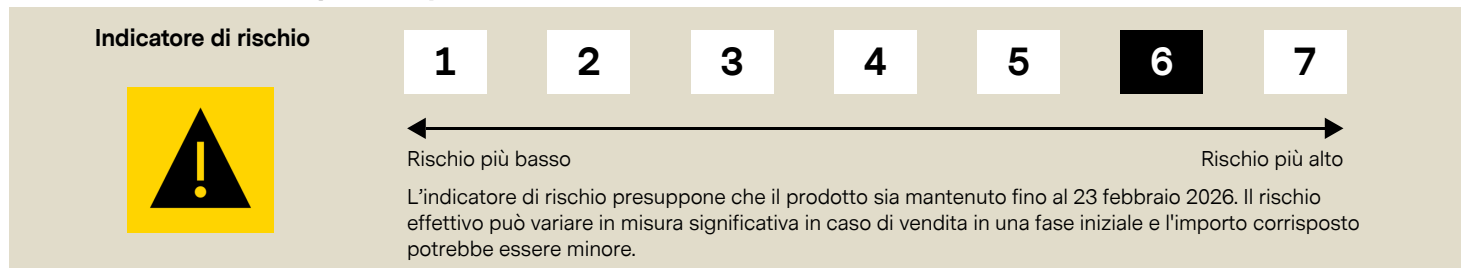 Indicatore di rischio
1 2 3 4 5 6 7
Rischio più basso Rischio più alto
L'indicatore di rischio presuppone che il prodotto sia mantenuto fino al 23 febbraio 2026. Il rischio
effettivo può variare in misura significativa in caso di vendita in una fase iniziale e l'importo corrisposto
potrebbe essere minore.